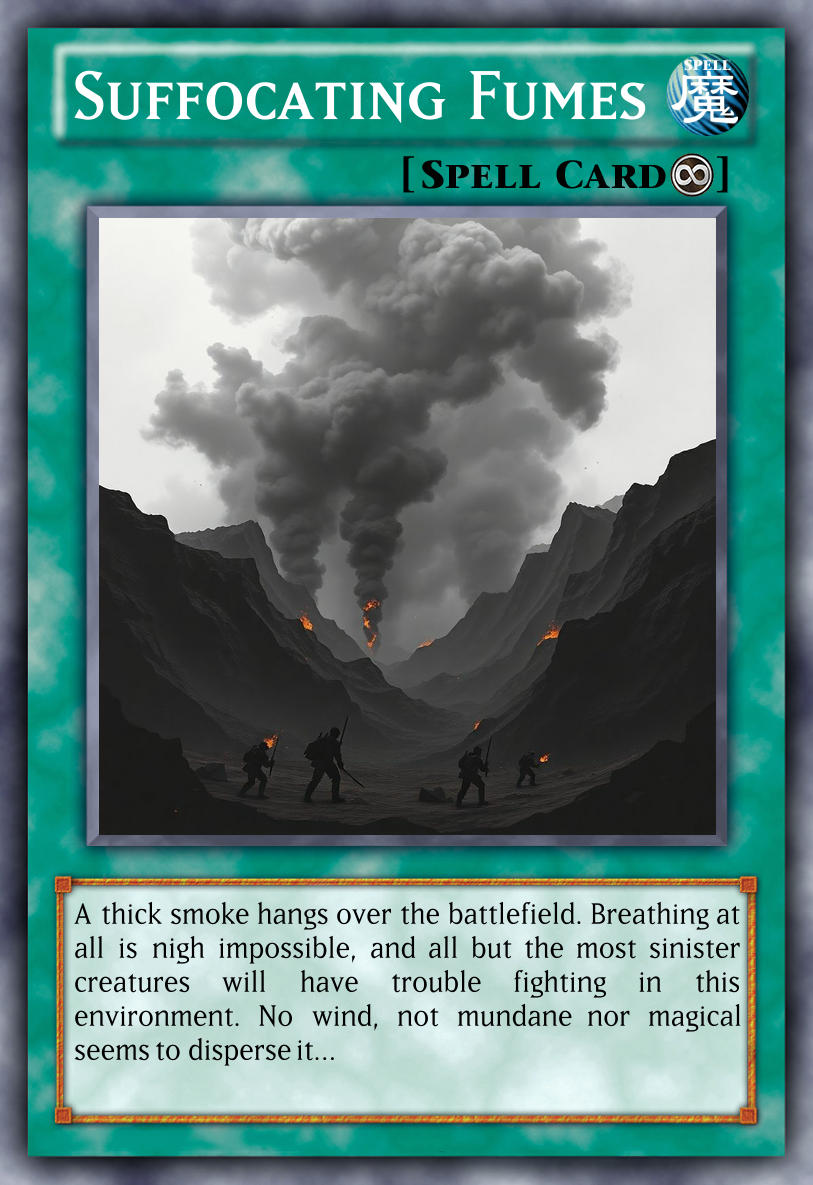 Suffocating Fumes
SPELL
魔
[Spell Card]
A thick smoke hangs over the battlefield. Breathing at
all is nigh impossible, and all but the most sinister
creatures will have trouble fighting in this
environment. No wind, not mundane nor magical
seems to disperse it...